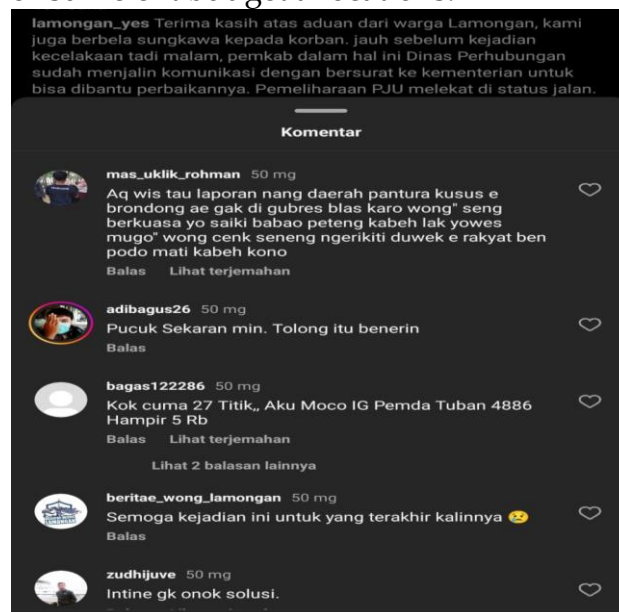 lamongan_yes Terima kasih atas aduan dari warga Lamongan, kami
juga berbela sungkawa kepada korban. jauh sebelum kejadian
kecelakaan tadi malam, pemkab dalam hal ini Dinas Perhubungan
sudah menjalin komunikasi dengan bersurat ke kementerian untuk
bisa dibantu perbaikannya. Pemeliharaan PJU melekat di status jalan.
Komentar
mas_uklik_rohman 50 mg
Aq wis tau laporan nang daerah pantura kusus e
brondong ae gak di gubres blas karo wong" seng
berkuasa yo saiki babao peteng kabeh lak yowes
mugo" wong cenk seneng ngerikiti duwek e rakyat ben
podo mati kabeh kono
Balas Lihat terjemahan
adibagus26 50 mg
Pucuk Sekaran min. Tolong itu benerin
Balas
bagas122286 50 mg
Kok cuma 27 Titik,, Aku Moco IG Pemda Tuban 4886
Hampir 5 Rb
Balas Lihat terjemahan
Lihat 2 balasan lainnya
beritae_wong_lamongan 50 mg
Semoga kejadian ini untuk yang terakhir kalinnya 😢
Balas
zudhijuve 50 mg
Intine gk onok solusi.